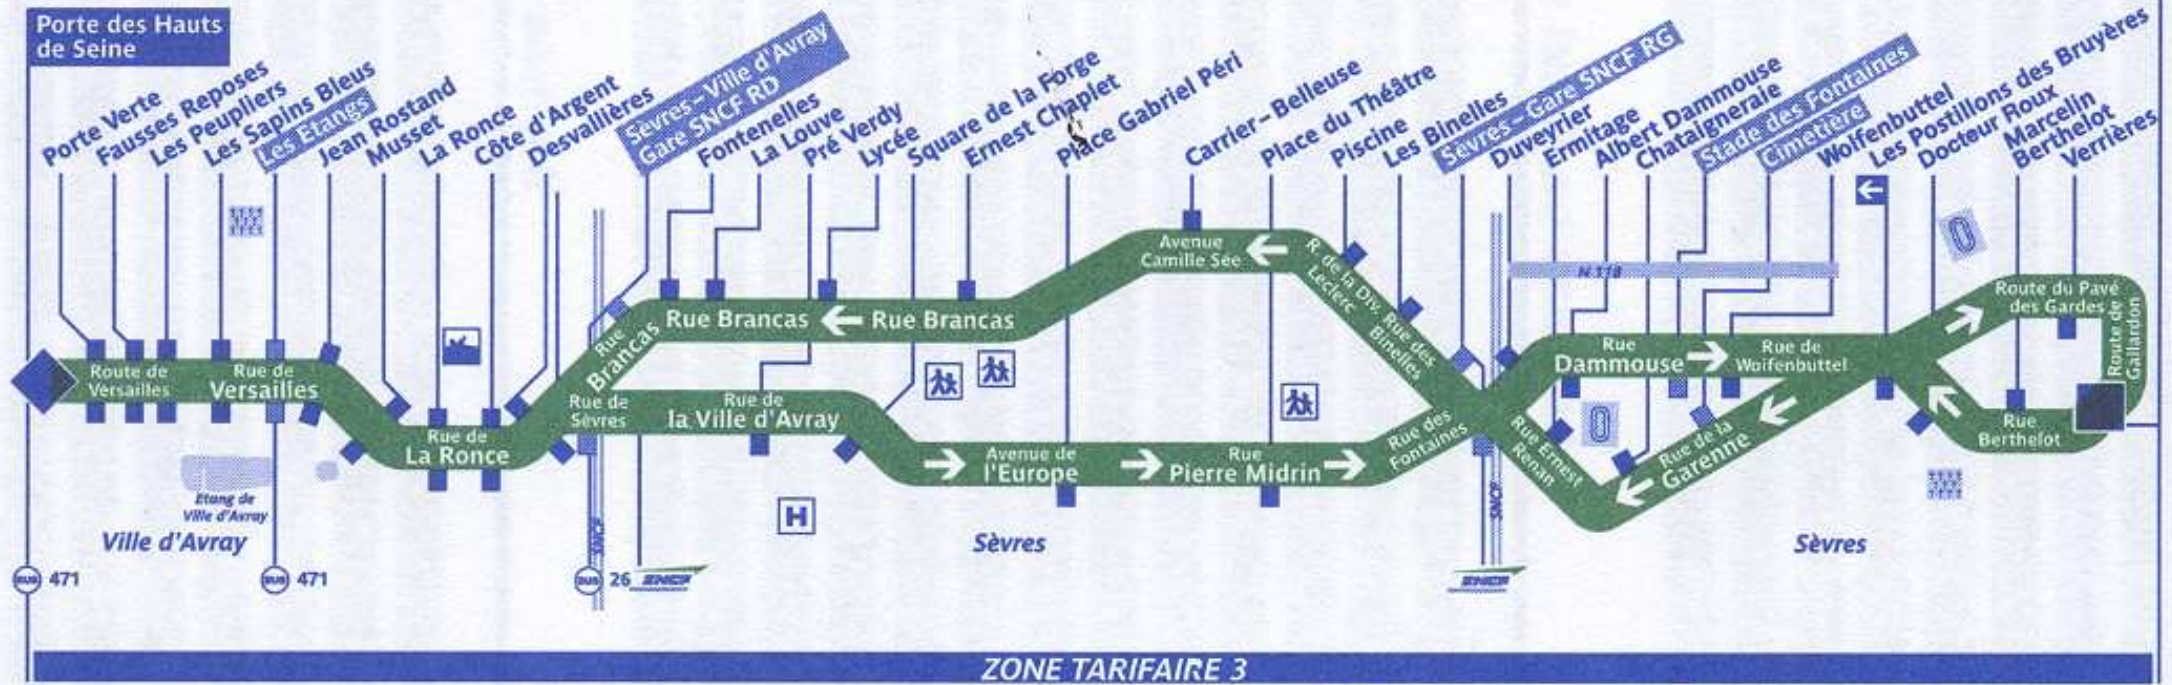 Porte des Hauts
de Seine
Porte Verte
Fausses Reposes
Les Peupliers
Les Sapins Bleus
Les Etangs
Jean Rostand
Musset
La Ronce
Côte d'Argent
Desvallières
Sèvres-Ville d'Avray
Gare SNCF RD
Fontenelles
La Louve
Pré Verdy
Lycée
Square de la Forge
Ernest Chaplet
Place Gabriel Péri
Carrier-Belleuse
Place du Théâtre
Piscine
Les Binelles
Sèvres-Gare SNCF RG
Duveyrier
Ermitage
Albert Dammouse
Chataigneraie
Stade des Fontaines
Cimetière
Wolfenbuttel
Les Postillons des Bruyères
Docteur Roux
Marcelin
Berthelot
Verrières
Avenue
Camille Sée
R. de la Div.
Leclerc
Rue des
Binelles
N 118
Route du Pavé
des Gardes
Route de
Gallardon
Rue
Brancas
Rue Brancas
Rue Brancas
Route de
Versailles
Rue de
Versailles
Rue
Dammouse
Rue de
Wolfenbuttel
Rue de
Sèvres
Rue de
la Ville d'Avray
Rue de
La Ronce
Avenue de
l'Europe
Rue
Pierre Midrin
Rue des
Fontaines
Rue Ernest
Renan
Rue de la
Garenne
Rue
Berthelot
Etang de
Ville d'Avray
H
SNCF
SNCF
Ville d'Avray
Sèvres
Sèvres
BUS 471
BUS 471
BUS 26 SNCF
SNCF
ZONE TARIFAIRE 3